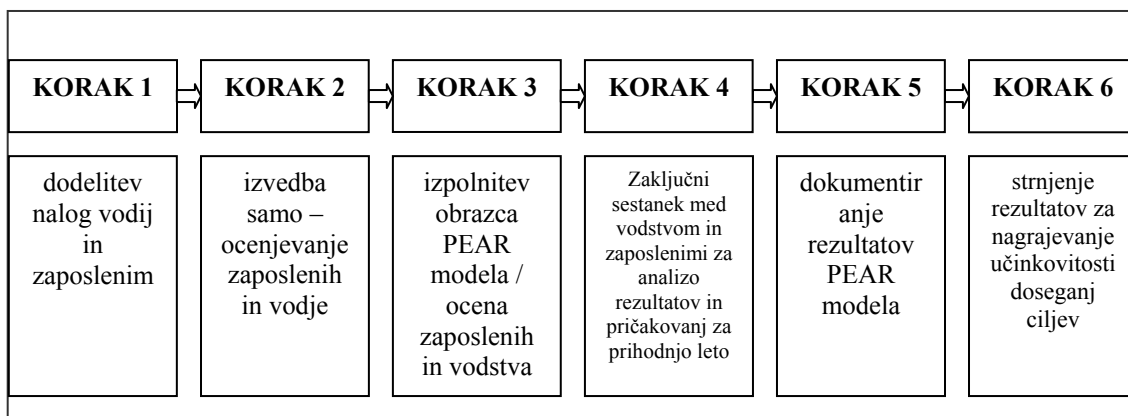 KORAK 1
KORAK 2
KORAK 3
KORAK 4
KORAK 5
KORAK 6
dodelitev
nalog vodij
in
zaposlenim
izvedba
samo –
ocenjevanje
zaposlenih
in vodje
izpolnitev
obrazca
PEAR
modela /
ocena
zaposlenih
in vodstva
Zaključni
sestanek med
vodstvom in
zaposlenimi za
analizo
rezultatov in
pričakovanj za
prihodnjo leto
dokumentir
anje
rezultatov
PEAR
modela
strnjenje
rezultatov za
nagrajevanje
učinkovitosti
doseganj
ciljev